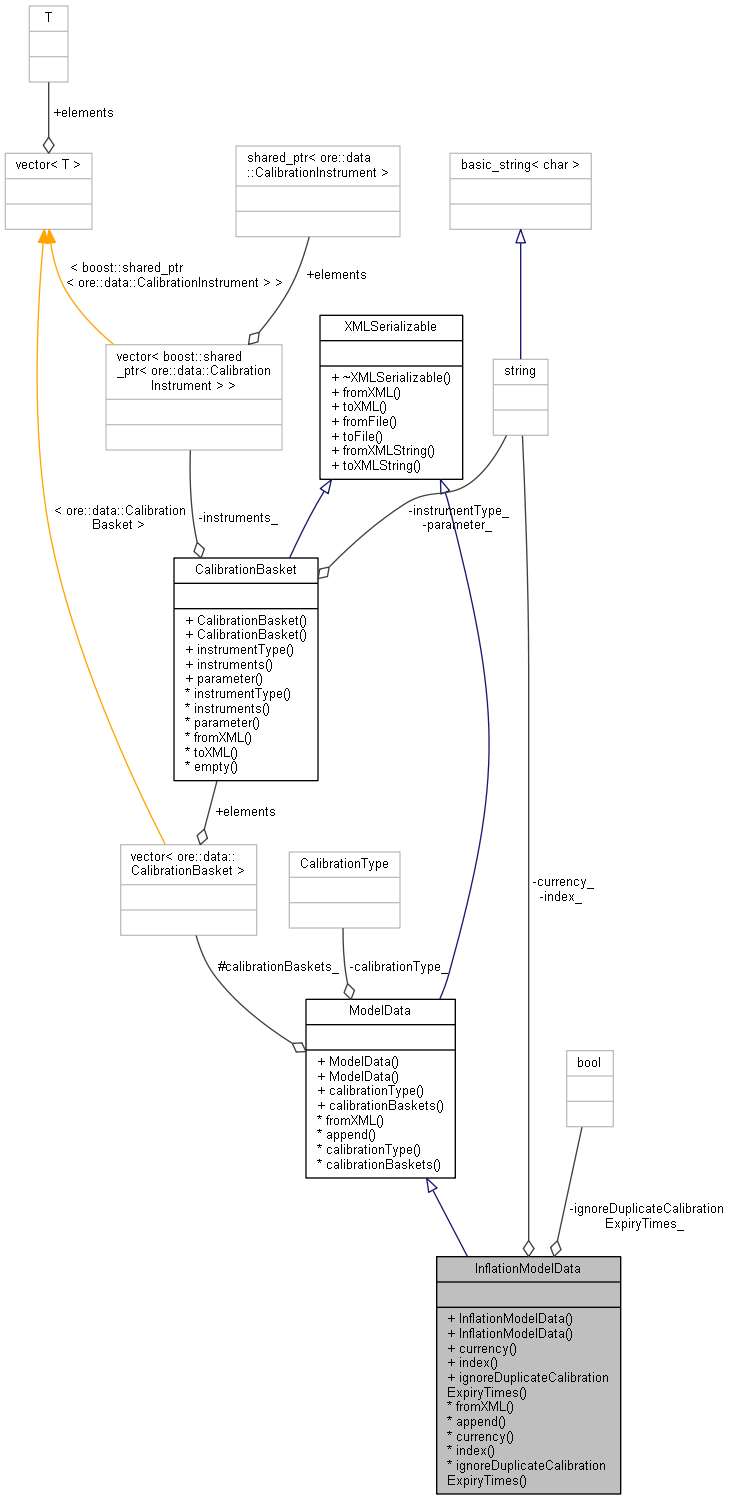 T
+elements
vector< T >
shared_ptr< ore::data
::CalibrationInstrument >
basic_string< char >
< boost::shared_ptr
< ore::data::CalibrationInstrument > >
+elements
XMLSerializable
+ ~XMLSerializable()
+ fromXML()
+ toXML()
+ fromFile()
+ toFile()
+ fromXMLString()
+ toXMLString()
vector< boost::shared
_ptr< ore::data::Calibration
Instrument > >
string
< ore::data::Calibration
Basket >
-instruments_
-instrumentType_
-parameter_
CalibrationBasket
+ CalibrationBasket()
+ CalibrationBasket()
+ instrumentType()
+ instruments()
+ parameter()
* instrumentType()
* instruments()
* parameter()
* fromXML()
* toXML()
* empty()
+elements
vector< ore::data::
CalibrationBasket >
CalibrationType
-currency_
-index_
#calibrationBaskets_
-calibrationType_
ModelData
+ ModelData()
+ ModelData()
+ calibrationType()
+ calibrationBaskets()
* fromXML()
* append()
* calibrationType()
* calibrationBaskets()
bool
-ignoreDuplicateCalibration
ExpiryTimes_
InflationModelData
+ InflationModelData()
+ InflationModelData()
+ currency()
+ index()
+ ignoreDuplicateCalibration
ExpiryTimes()
* fromXML()
* append()
* currency()
* index()
* ignoreDuplicateCalibration
ExpiryTimes()